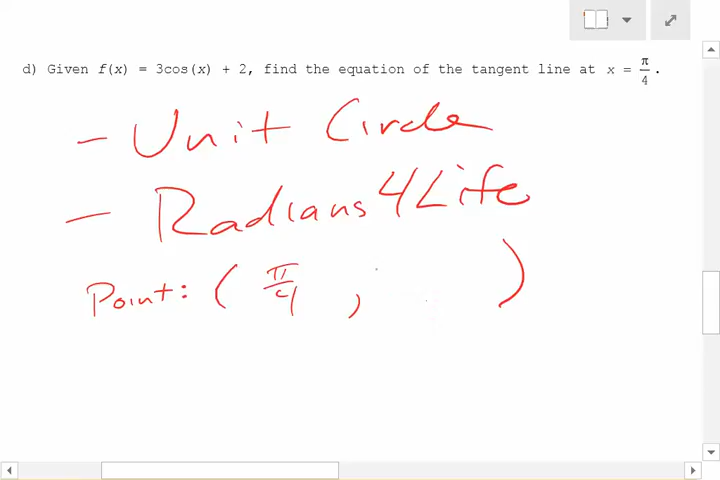 d) Given f(x) = 3cos(x) + 2, find the equation of the tangent line at x = π/4.
- Unit Circle
- Radians 4 Life
Point: ( π/4 , )